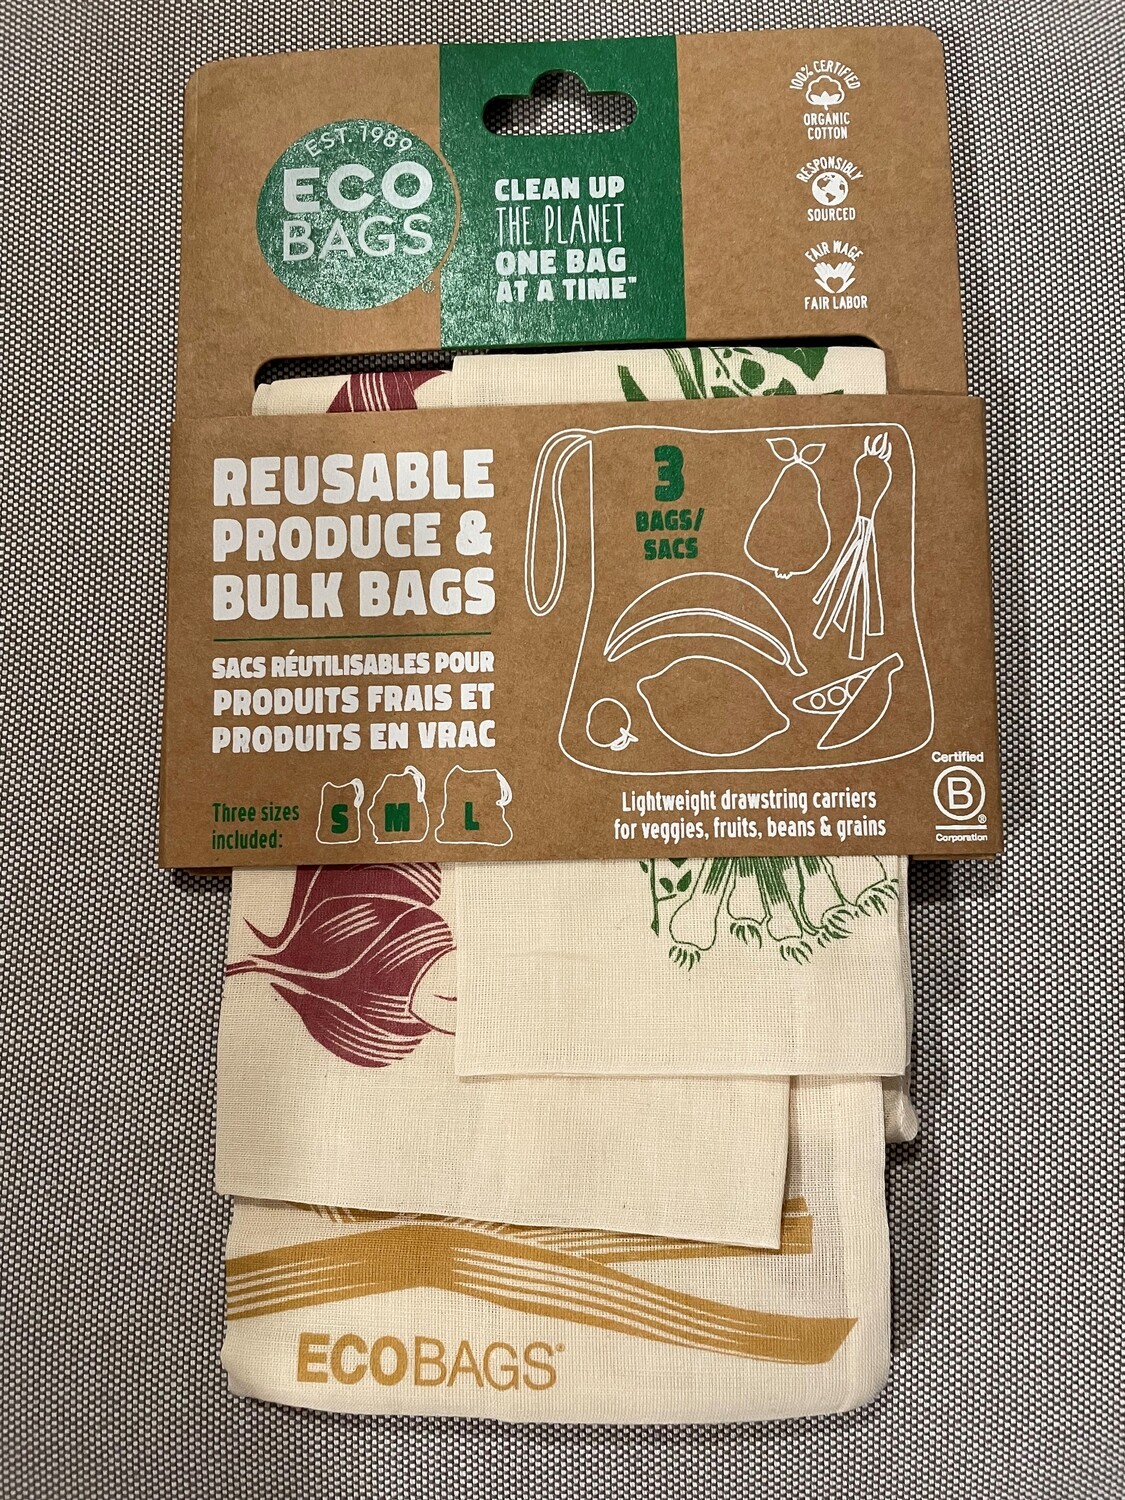 EST. 1989
ECO
BAGS
CLEAN UP
THE PLANET
ONE BAG
AT A TIME™
100% CERTIFIED
ORGANIC
COTTON
RESPONSIBLY
SOURCED
FAIR WAGE
FAIR LABOR
REUSABLE
PRODUCE &
BULK BAGS
SACS RÉUTILISABLES POUR
PRODUITS FRAIS ET
PRODUITS EN VRAC
Three sizes
included:
S
M
L
3
BAGS/
SACS
Lightweight drawstring carriers
for veggies, fruits, beans & grains
Certified
B
®
Corporation
ECOBAGS®